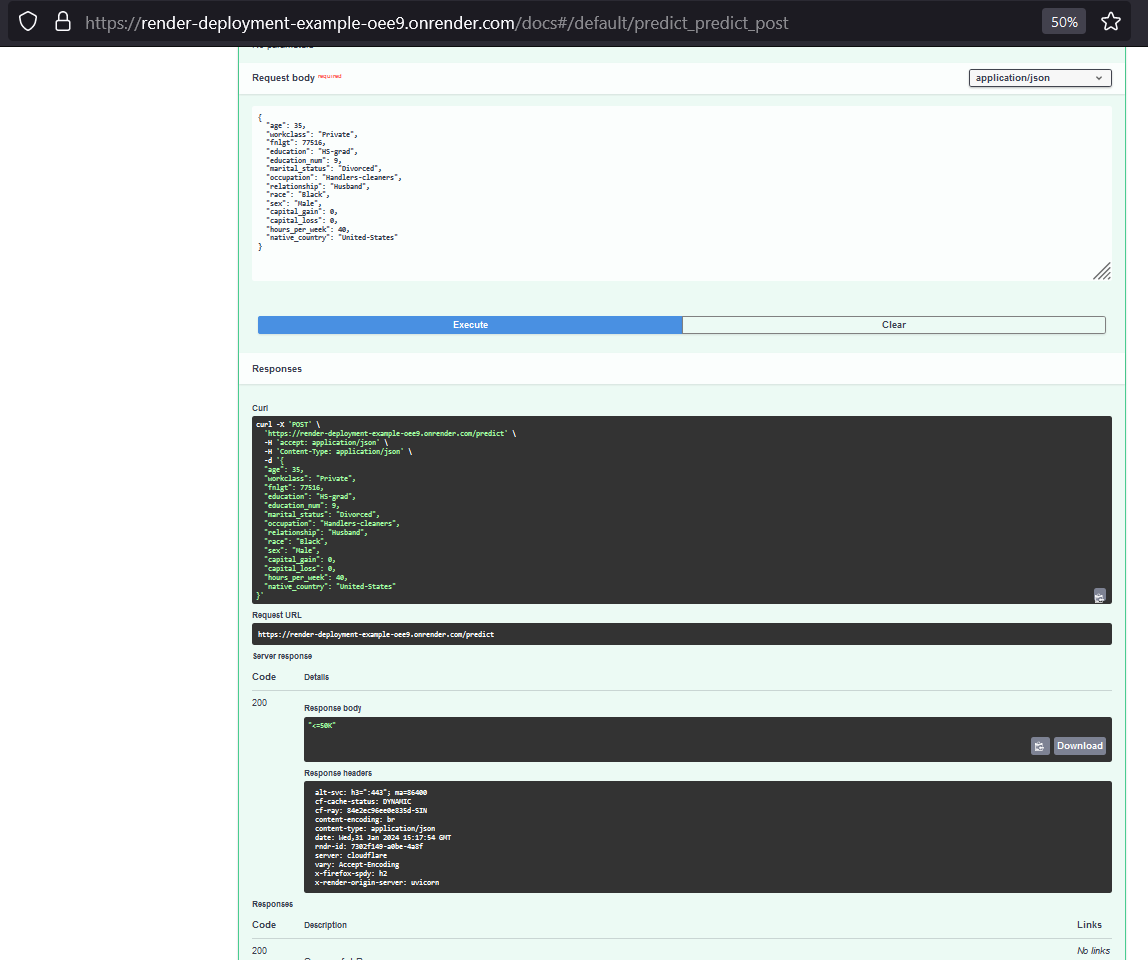 https://render-deployment-example-oee9.onrender.com/docs#/default/predict_predict_post
50%
No parameters
Request body required
application/json
{
"age": 35,
"workclass": "Private",
"fnlgt": 77516,
"education": "HS-grad",
"education_num": 9,
"marital_status": "Divorced",
"occupation": "Handlers-cleaners",
"relationship": "Husband",
"race": "Black",
"sex": "Male",
"capital_gain": 0,
"capital_loss": 0,
"hours_per_week": 40,
"native_country": "United-States"
}
Execute
Clear
Responses
Curl
curl -X 'POST' \
'https://render-deployment-example-oee9.onrender.com/predict' \
-H 'accept: application/json' \
-H 'Content-Type: application/json' \
-d '{
"age": 35,
"workclass": "Private",
"fnlgt": 77516,
"education": "HS-grad",
"education_num": 9,
"marital_status": "Divorced",
"occupation": "Handlers-cleaners",
"relationship": "Husband",
"race": "Black",
"sex": "Male",
"capital_gain": 0,
"capital_loss": 0,
"hours_per_week": 40,
"native_country": "United-States"
}'
Request URL
https://render-deployment-example-oee9.onrender.com/predict
Server response
Code
Details
200
Response body
"<=50K"
Download
Response headers
alt-svc: h3=":443"; ma=86400
cf-cache-status: DYNAMIC
cf-ray: 84e2ec96ee0e835d-SIN
content-encoding: br
content-type: application/json
date: Wed,31 Jan 2024 15:17:54 GMT
rndr-id: 7302f149-a0be-4a8f
server: cloudflare
vary: Accept-Encoding
x-firefox-spdy: h2
x-render-origin-server: uvicorn
Responses
Code
Description
Links
200
No links